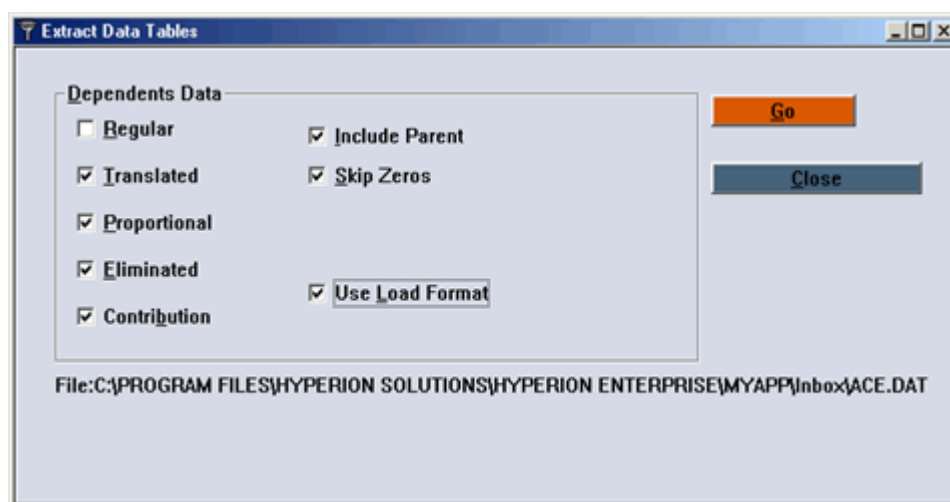 Extract Data Tables
Dependents Data
Regular
Include Parent
Translated
Skip Zeros
Proportional
Eliminated
Use Load Format
Contribution
Go
Close
File:C:\PROGRAM FILES\HYPERION SOLUTIONS\HYPERION ENTERPRISE\MYAPP\Inbox\ACE.DAT